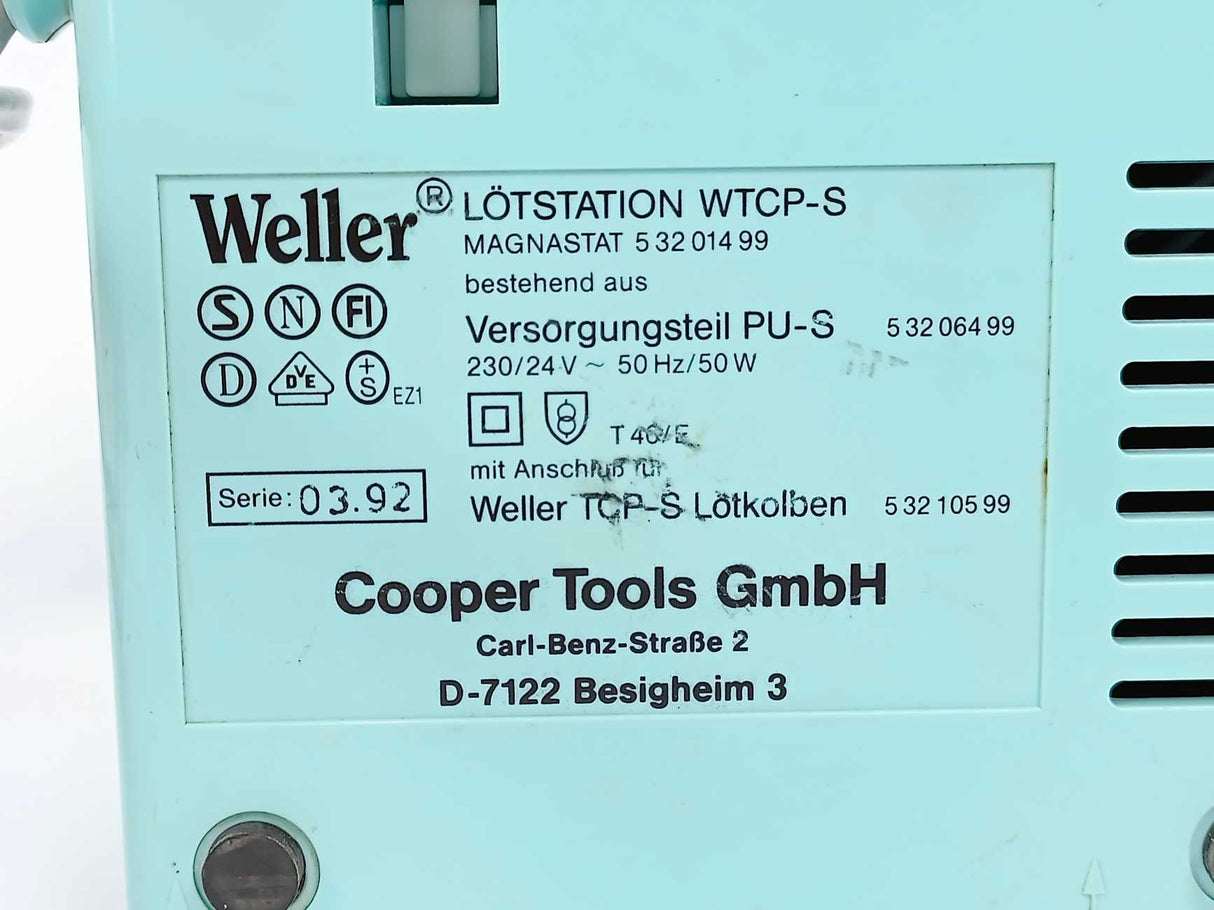 Weller® LÖTSTATION WTCP-S
MAGNASTAT 5 32 014 99
bestehend aus
Versorgungsteil PU-S 5 32 064 99
230/24 V ~ 50 Hz/50 W
S N FI
D DVE +S EZ1
T 40/E
mit Anschluß für
Weller TCP-S Lötkolben 5 32 105 99
Serie: 03.92
Cooper Tools GmbH
Carl-Benz-Straße 2
D-7122 Besigheim 3